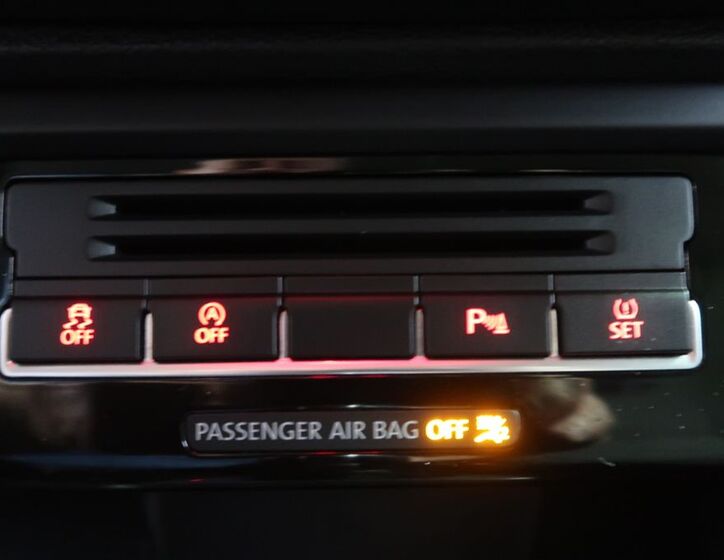 OFF
A OFF
P
SET
PASSENGER AIR BAG OFF